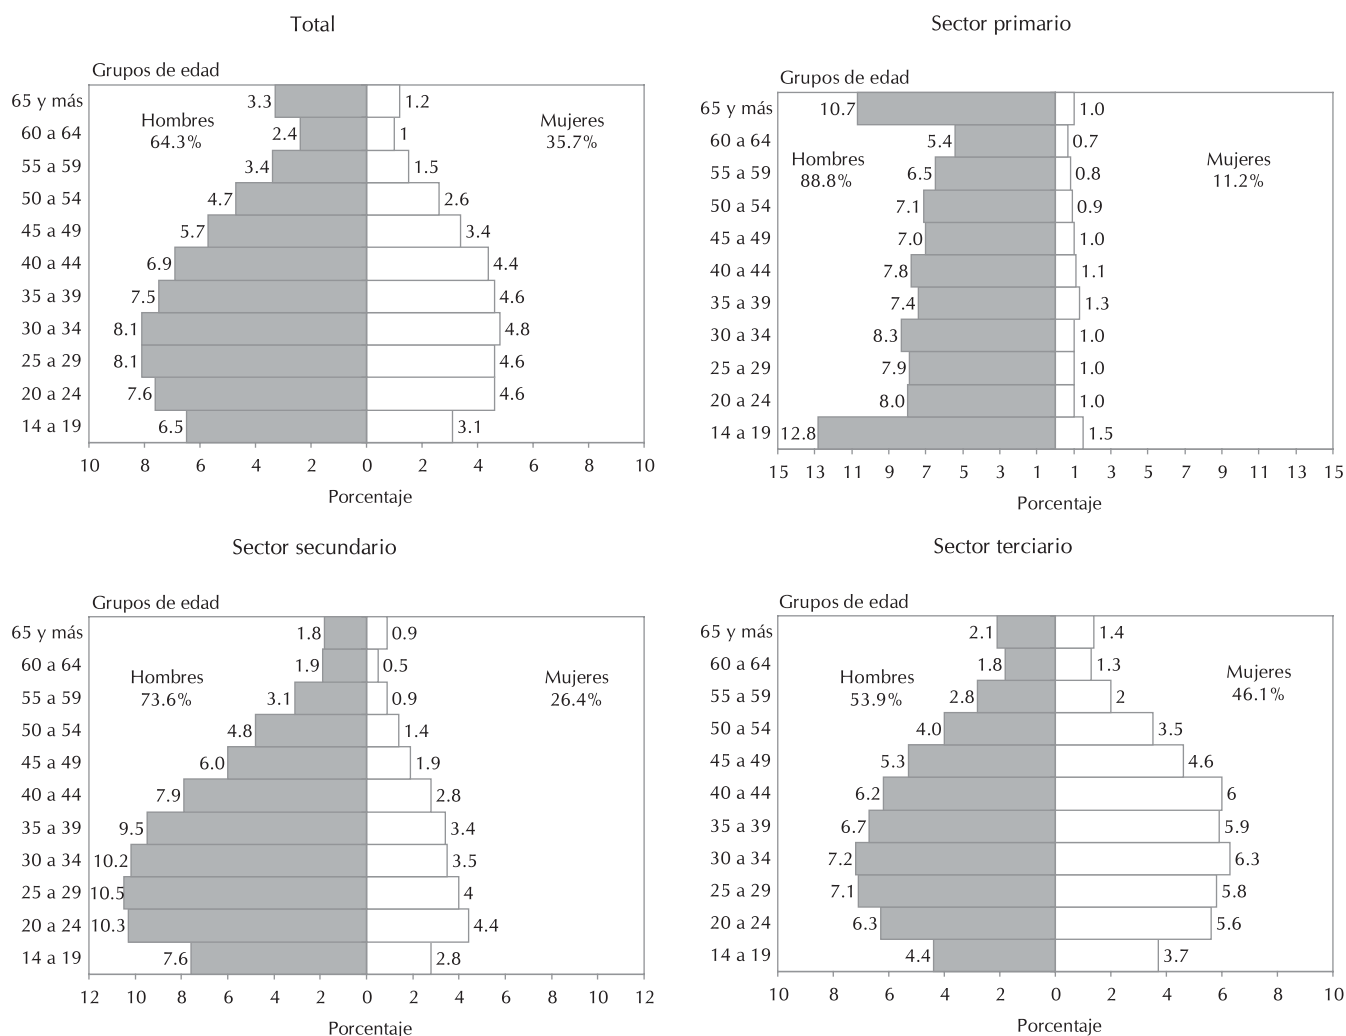 Total
Grupos de edad
65 y más 3.3 1.2
Hombres Mujeres
64.3% 35.7%
60 a 64 2.4 1
55 a 59 3.4 1.5
50 a 54 4.7 2.6
45 a 49 5.7 3.4
40 a 44 6.9 4.4
35 a 39 7.5 4.6
30 a 34 8.1 4.8
25 a 29 8.1 4.6
20 a 24 7.6 4.6
14 a 19 6.5 3.1
10 8 6 4 2 0 2 4 6 8 10
Porcentaje
Sector primario
Grupos de edad
65 y más 10.7 1.0
60 a 64 5.4 0.7
Hombres Mujeres
88.8% 11.2%
55 a 59 6.5 0.8
50 a 54 7.1 0.9
45 a 49 7.0 1.0
40 a 44 7.8 1.1
35 a 39 7.4 1.3
30 a 34 8.3 1.0
25 a 29 7.9 1.0
20 a 24 8.0 1.0
14 a 19 12.8 1.5
15 13 11 9 7 5 3 1 1 3 5 7 9 11 13 15
Porcentaje
Sector secundario
Grupos de edad
65 y más 1.8 0.9
60 a 64 1.9 0.5
Hombres Mujeres
73.6% 26.4%
55 a 59 3.1 0.9
50 a 54 4.8 1.4
45 a 49 6.0 1.9
40 a 44 7.9 2.8
35 a 39 9.5 3.4
30 a 34 10.2 3.5
25 a 29 10.5 4
20 a 24 10.3 4.4
14 a 19 7.6 2.8
12 10 8 6 4 2 0 2 4 6 8 10 12
Porcentaje
Sector terciario
Grupos de edad
65 y más 2.1 1.4
60 a 64 1.8 1.3
Hombres Mujeres
53.9% 46.1%
55 a 59 2.8 2
50 a 54 4.0 3.5
45 a 49 5.3 4.6
40 a 44 6.2 6
35 a 39 6.7 5.9
30 a 34 7.2 6.3
25 a 29 7.1 5.8
20 a 24 6.3 5.6
14 a 19 4.4 3.7
10 8 6 4 2 0 2 4 6 8 10
Porcentaje